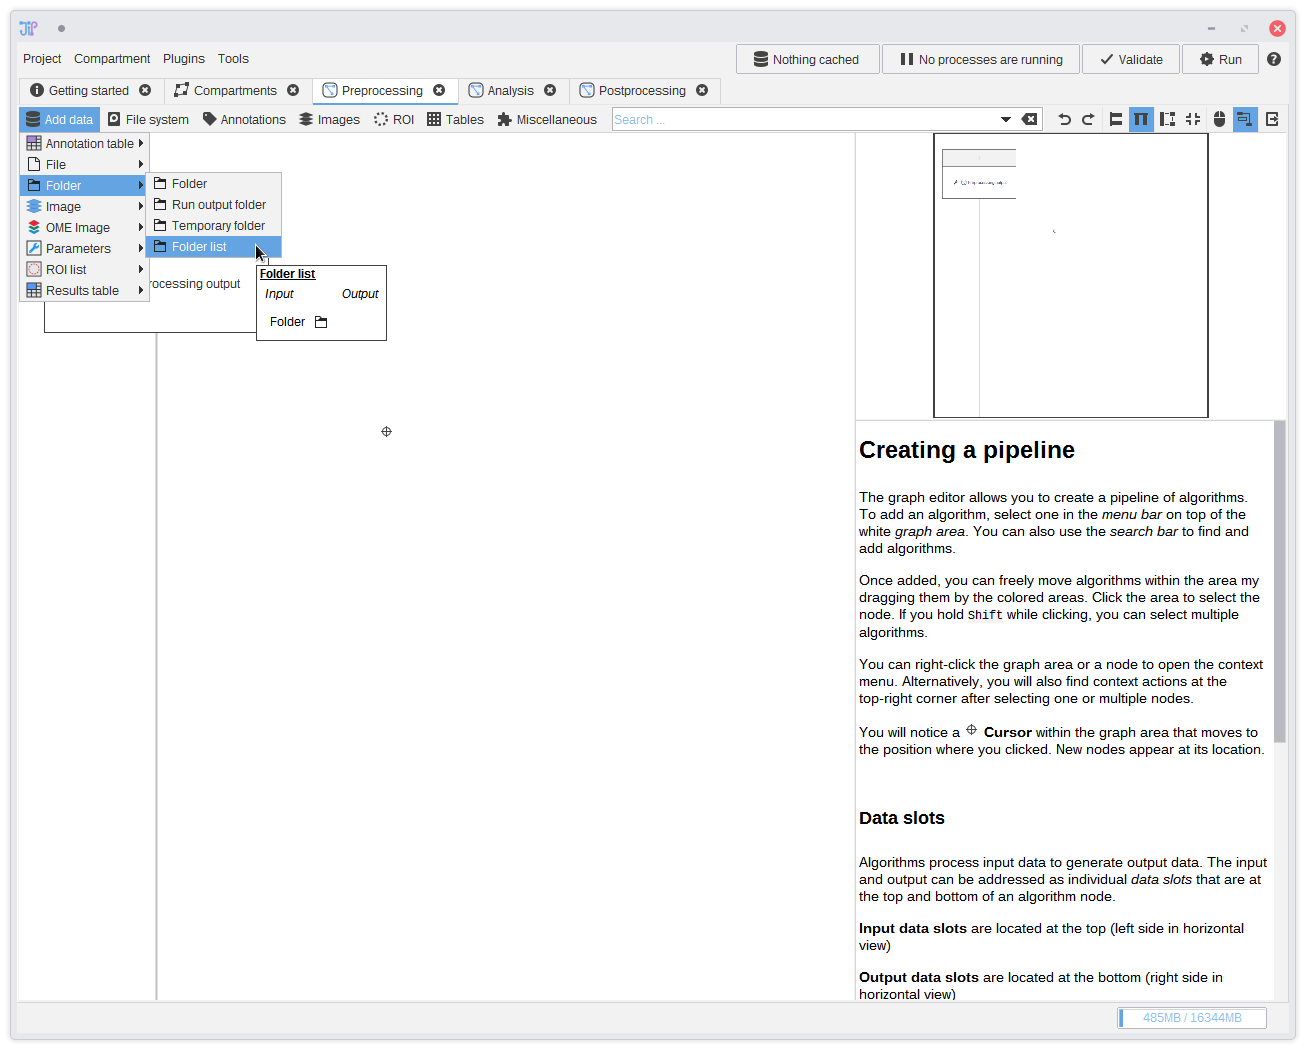 JIP
Project Compartment Plugins Tools
Nothing cached
No processes are running
Validate
Run
Getting started
Compartments
Preprocessing
Analysis
Postprocessing
Add data
File system
Annotations
Images
ROI
Tables
Miscellaneous
Search ...
Annotation table
File
Folder
Image
OME Image
Parameters
ROI list
Results table
Folder
Run output folder
Temporary folder
Folder list
rocessing output
Folder list
Input Output
Folder
Preprocessing output
Creating a pipeline
The graph editor allows you to create a pipeline of algorithms.
To add an algorithm, select one in the menu bar on top of the
white graph area. You can also use the search bar to find and
add algorithms.
Once added, you can freely move algorithms within the area my
dragging them by the colored areas. Click the area to select the
node. If you hold Shift while clicking, you can select multiple
algorithms.
You can right-click the graph area or a node to open the context
menu. Alternatively, you will also find context actions at the
top-right corner after selecting one or multiple nodes.
You will notice a Cursor within the graph area that moves to
the position where you clicked. New nodes appear at its location.
Data slots
Algorithms process input data to generate output data. The input
and output can be addressed as individual data slots that are at
the top and bottom of an algorithm node.
Input data slots are located at the top (left side in horizontal
view)
Output data slots are located at the bottom (right side in
horizontal view)
485MB / 16344MB